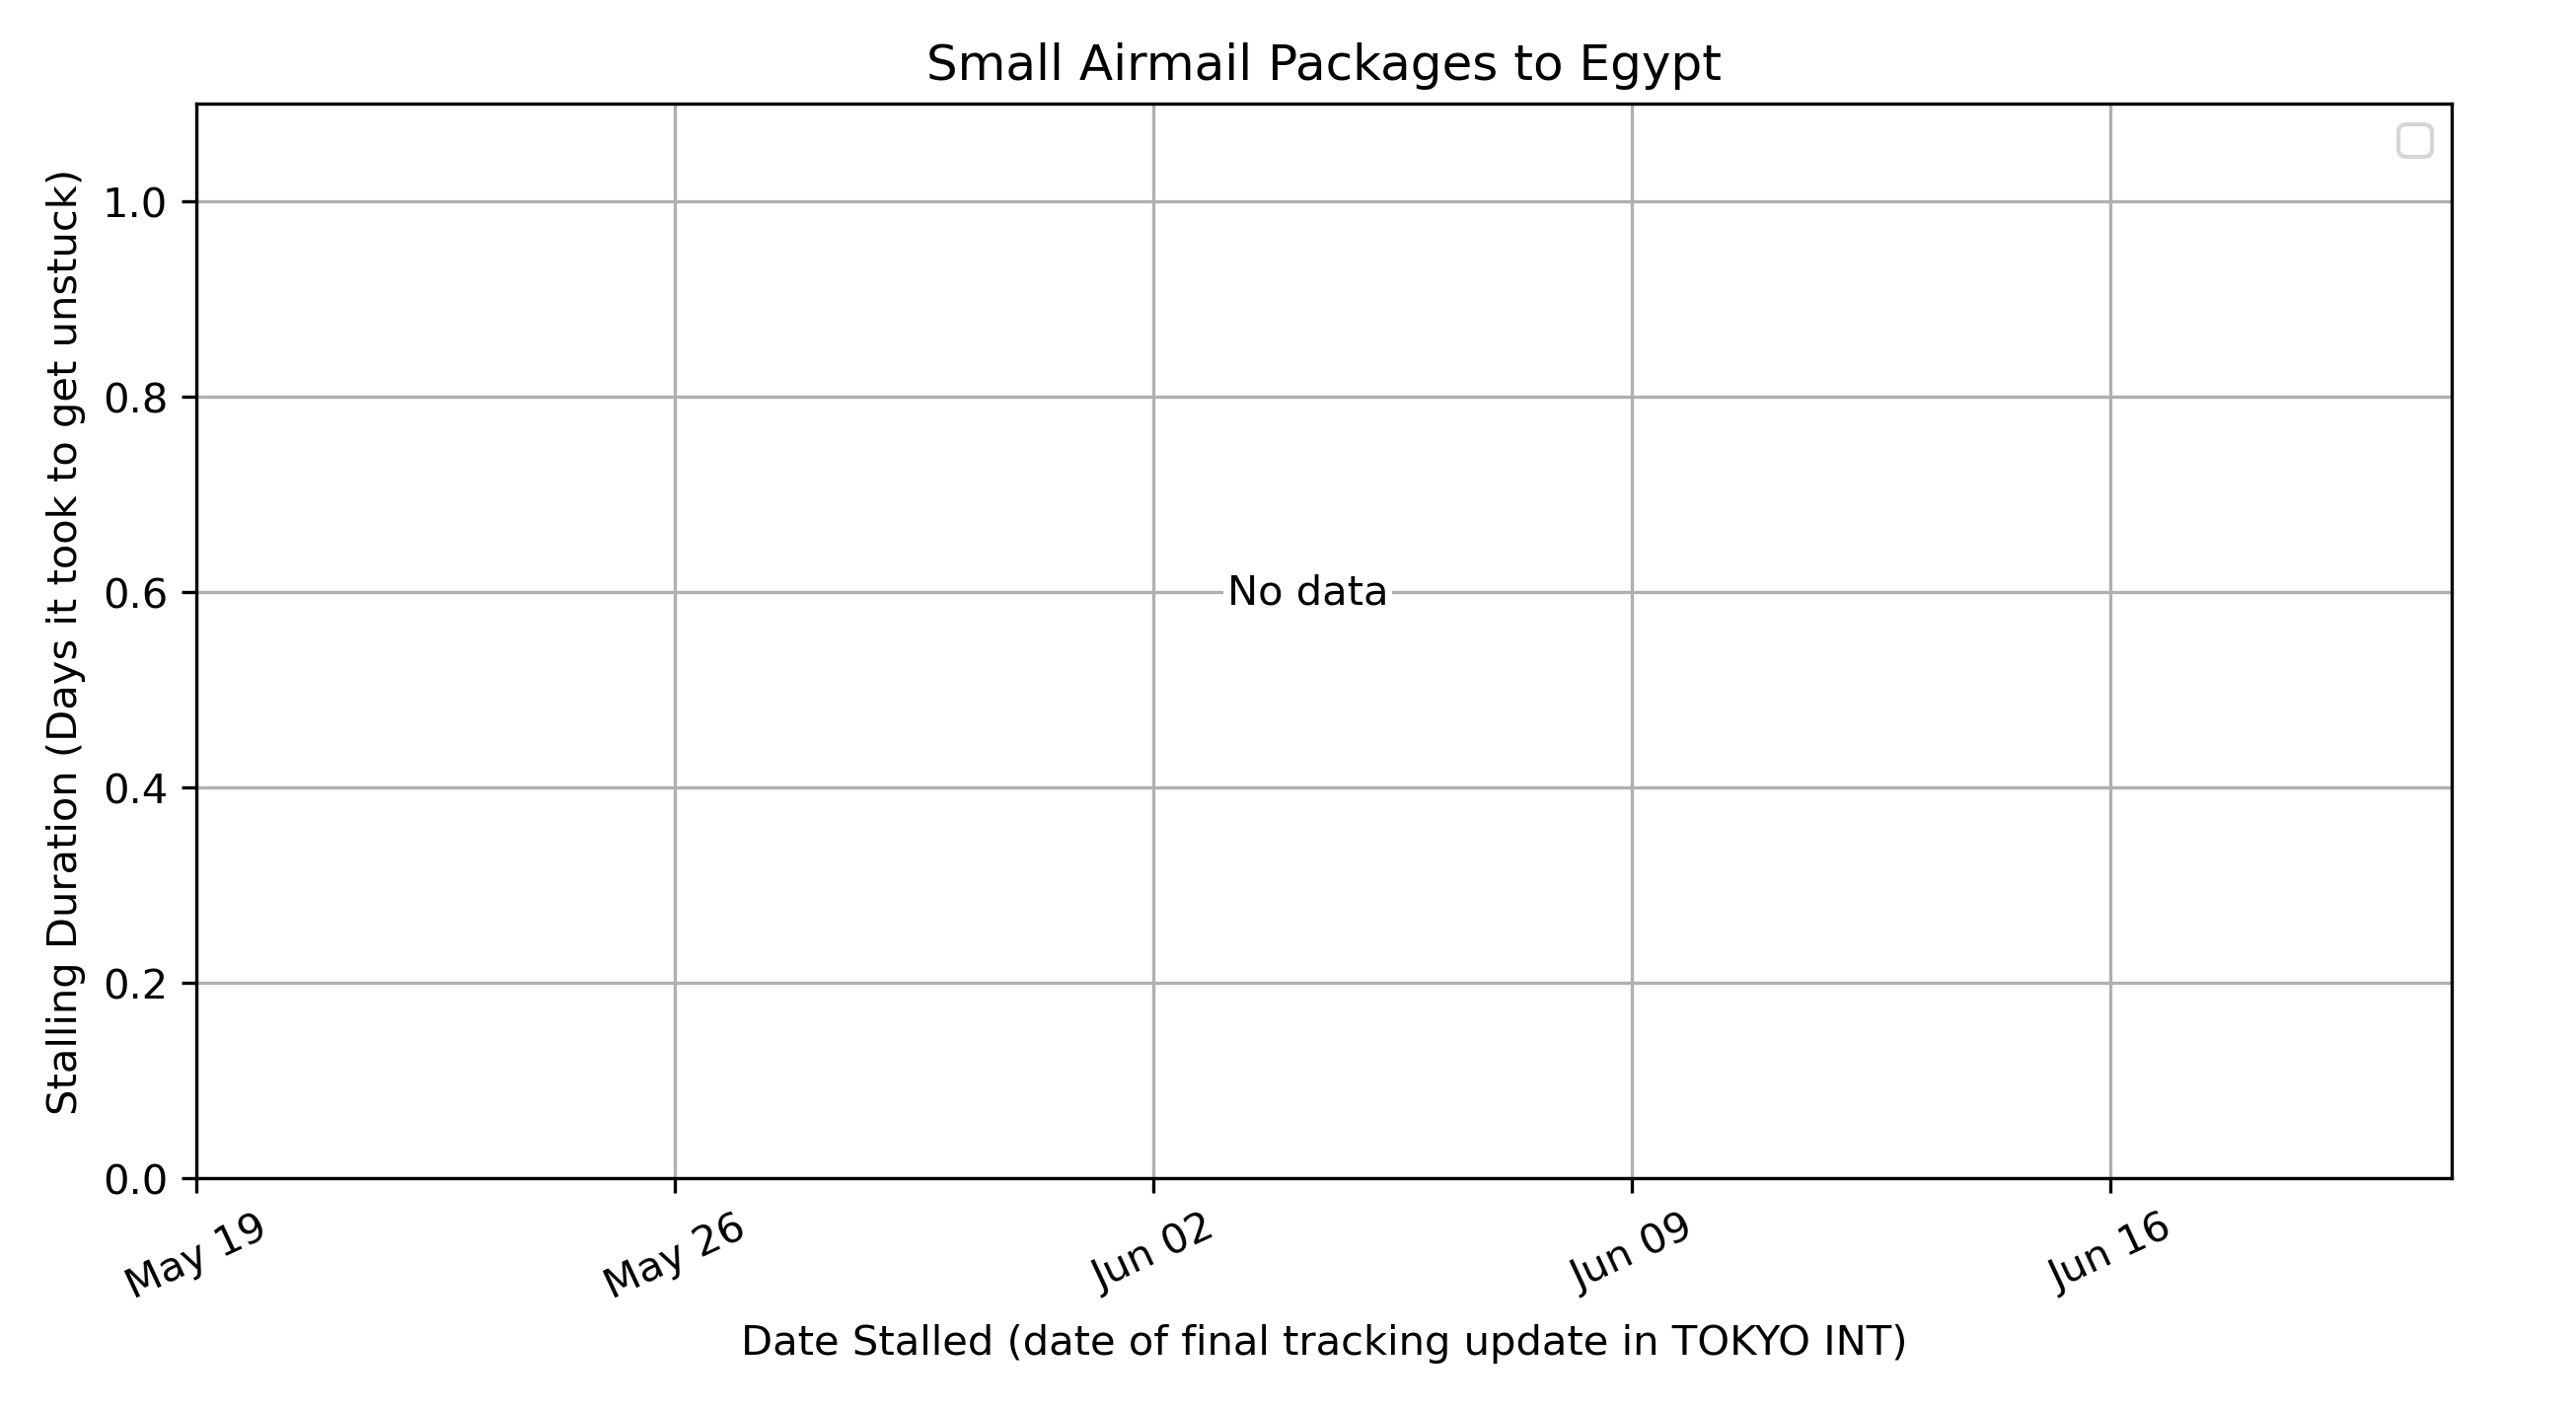 Small Airmail Packages to Egypt
Stalling Duration (Days it took to get unstuck)
1.0
0.8
0.6
0.4
0.2
0.0
No data
May 19
May 26
Jun 02
Jun 09
Jun 16
Date Stalled (date of final tracking update in TOKYO INT)